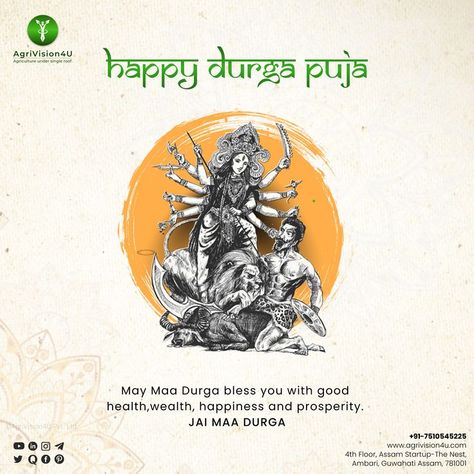 AgriVision4U
Agriculture under single roof.
happy durga puja
May Maa Durga bless you with good
health,wealth, happiness and prosperity.
JAI MAA DURGA
+91-7510545225
www.agrivision4u.com
4th Floor, Assam Startup-The Nest,
Ambari, Guwahati Assam, 781001